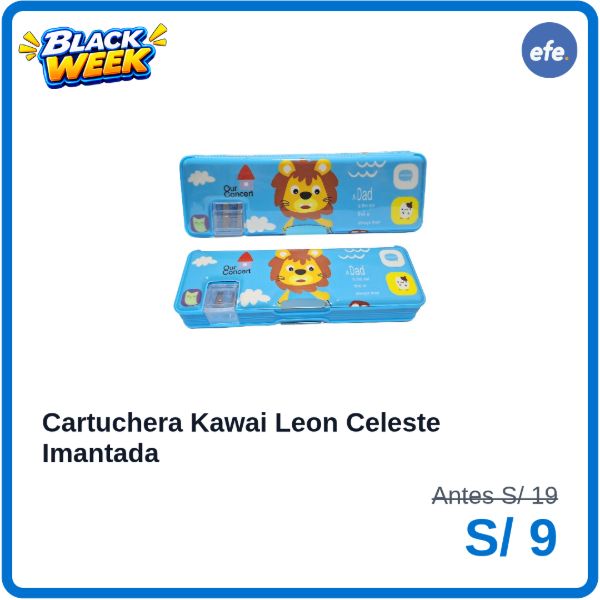 BLACK
WEEK
efe.
Our
Concert
Dad
Our
Concert
Dad
Cartuchera Kawai Leon Celeste
Imantada
Antes S/ 19
S/ 9